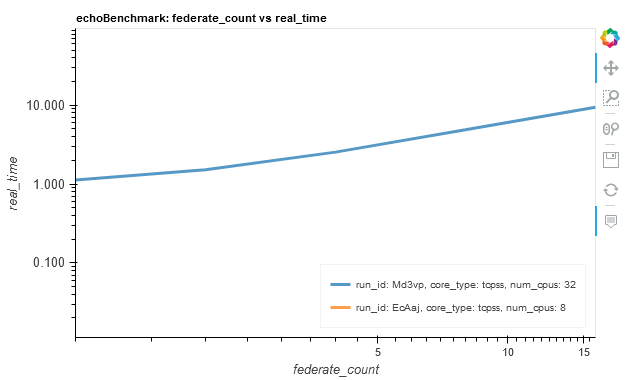 echoBenchmark: federate_count vs real_time
10.000
1.000
0.100
real_time
run_id: Md3vp, core_type: tcpss, num_cpus: 32
run_id: EcAaj, core_type: tcpss, num_cpus: 8
5
10
15
federate_count